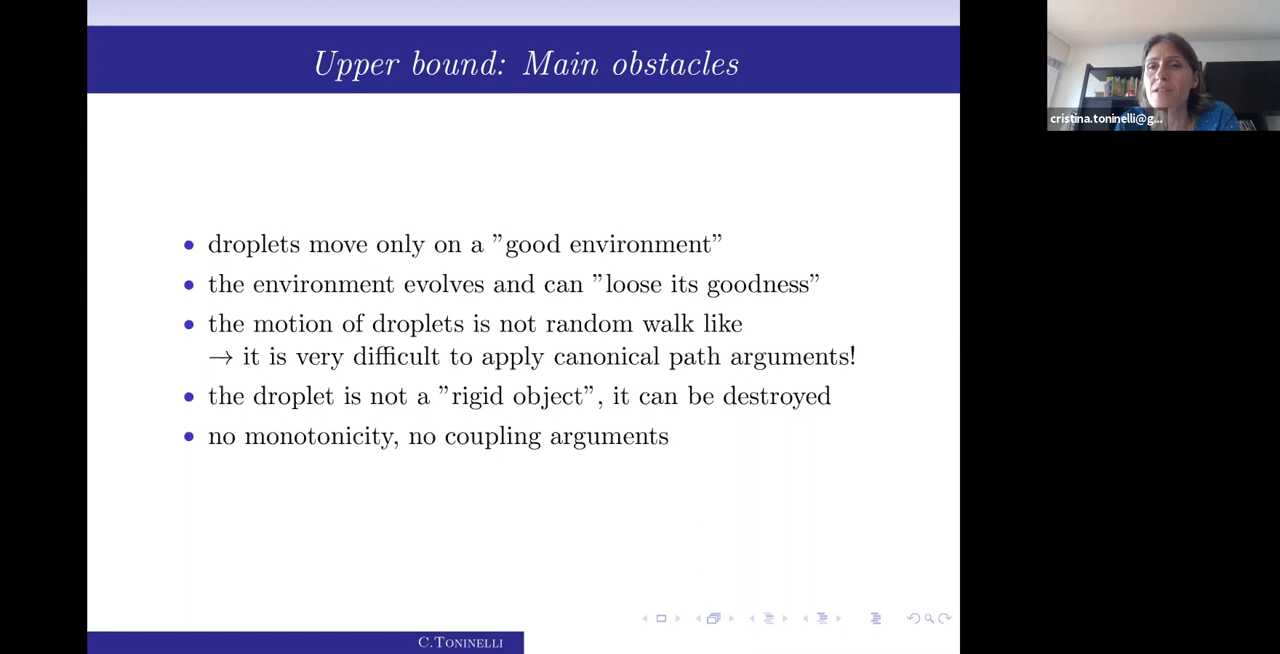 Upper bound: Main obstacles
cristina.toninelli@g...
• droplets move only on a ”good environment”
• the environment evolves and can ”loose its goodness”
• the motion of droplets is not random walk like
→ it is very difficult to apply canonical path arguments!
• the droplet is not a ”rigid object”, it can be destroyed
• no monotonicity, no coupling arguments
C.Toninelli